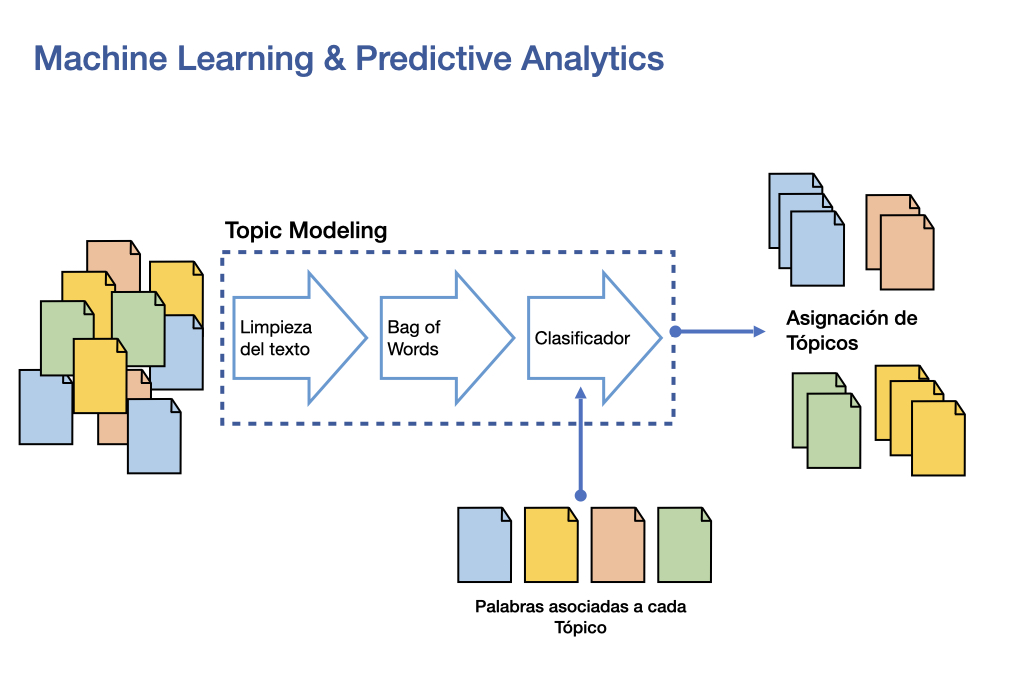 Machine Learning & Predictive Analytics
Topic Modeling
Limpieza
del texto
Bag of
Words
Clasificador
Asignación de
Tópicos
Palabras asociadas a cada
Tópico